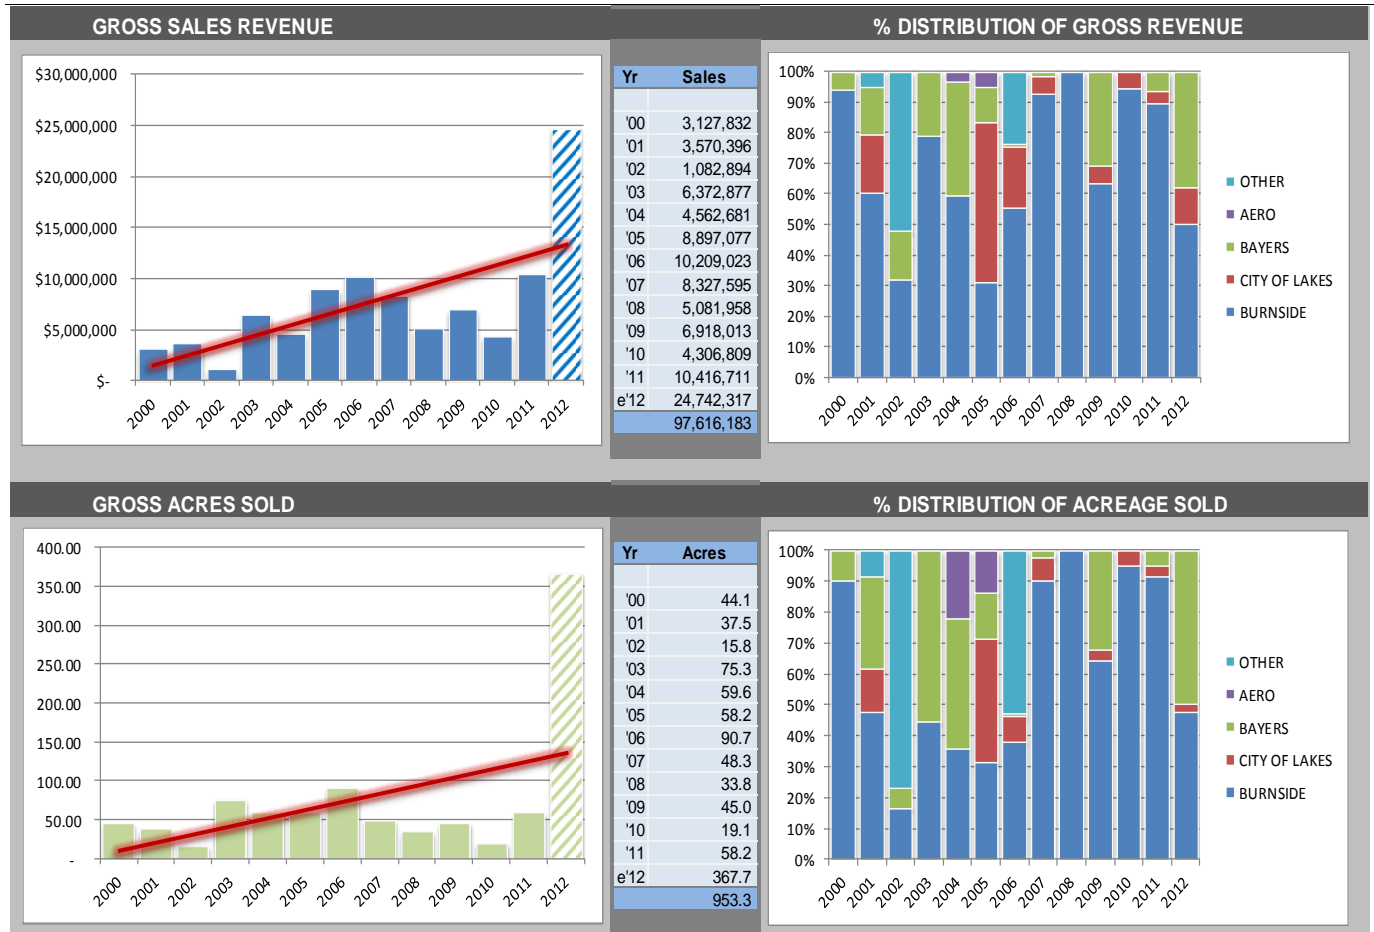 GROSS SALES REVENUE
% DISTRIBUTION OF GROSS REVENUE
$30,000,000
$25,000,000
$20,000,000
$15,000,000
$10,000,000
$5,000,000
$-
2000 2001 2002 2003 2004 2005 2006 2007 2008 2009 2010 2011 2012
Yr Sales
'00 3,127,832
'01 3,570,396
'02 1,082,894
'03 6,372,877
'04 4,562,681
'05 8,897,077
'06 10,209,023
'07 8,327,595
'08 5,081,958
'09 6,918,013
'10 4,306,809
'11 10,416,711
e'12 24,742,317
97,616,183
100%
90%
80%
70%
60%
50%
40%
30%
20%
10%
0%
2000 2001 2002 2003 2004 2005 2006 2007 2008 2009 2010 2011 2012
OTHER
AERO
BAYERS
CITY OF LAKES
BURNSIDE
GROSS ACRES SOLD
% DISTRIBUTION OF ACREAGE SOLD
400.00
350.00
300.00
250.00
200.00
150.00
100.00
50.00
-
2000 2001 2002 2003 2004 2005 2006 2007 2008 2009 2010 2011 2012
Yr Acres
'00 44.1
'01 37.5
'02 15.8
'03 75.3
'04 59.6
'05 58.2
'06 90.7
'07 48.3
'08 33.8
'09 45.0
'10 19.1
'11 58.2
e'12 367.7
953.3
100%
90%
80%
70%
60%
50%
40%
30%
20%
10%
0%
2000 2001 2002 2003 2004 2005 2006 2007 2008 2009 2010 2011 2012
OTHER
AERO
BAYERS
CITY OF LAKES
BURNSIDE